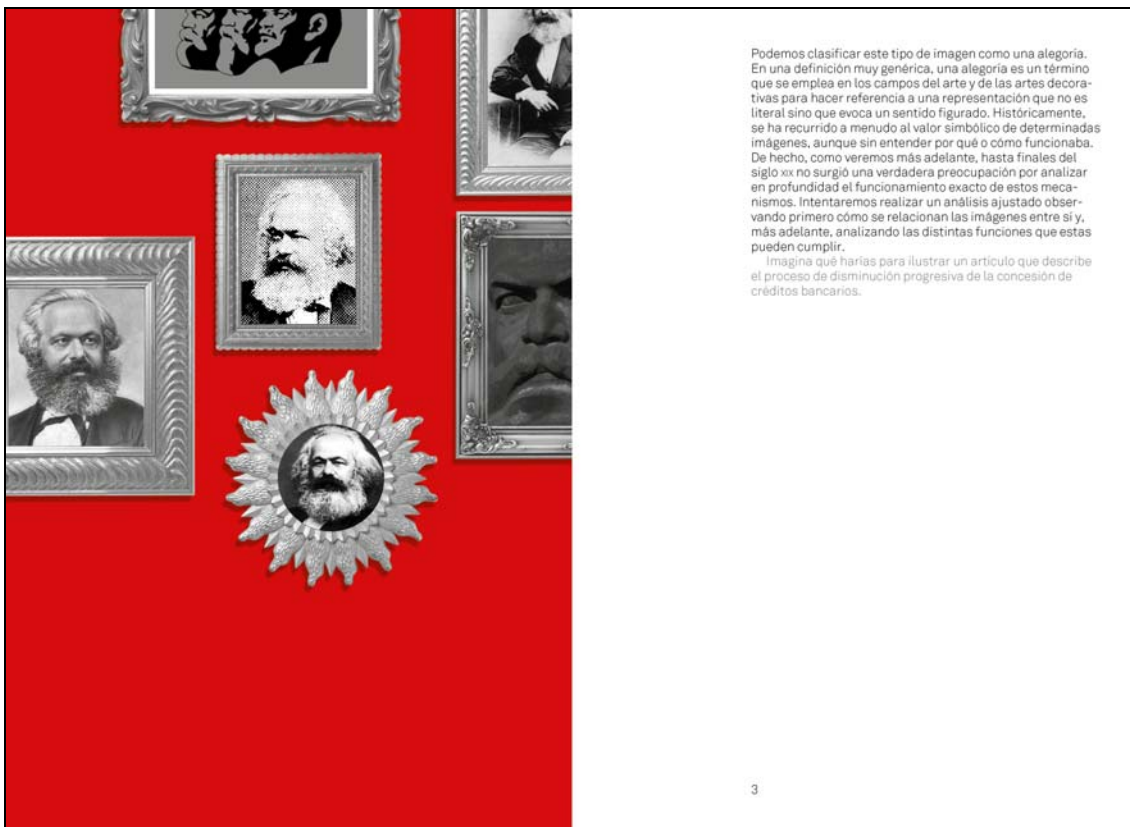 Podemos clasificar este tipo de imagen como una alegoría.
En una definición muy genérica, una alegoría es un término
que se emplea en los campos del arte y de las artes decora-
tivas para hacer referencia a una representación que no es
literal sino que evoca un sentido figurado. Históricamente,
se ha recurrido a menudo al valor simbólico de determinadas
imágenes, aunque sin entender por qué o cómo funcionaba.
De hecho, como veremos más adelante, hasta finales del
siglo XIX no surgió una verdadera preocupación por analizar
en profundidad el funcionamiento exacto de estos meca-
nismos. Intentaremos realizar un análisis ajustado obser-
vando primero cómo se relacionan las imágenes entre sí y,
más adelante, analizando las distintas funciones que estas
pueden cumplir.
Imagina qué harías para ilustrar un artículo que describe
el proceso de disminución progresiva de la concesión de
créditos bancarios.
3